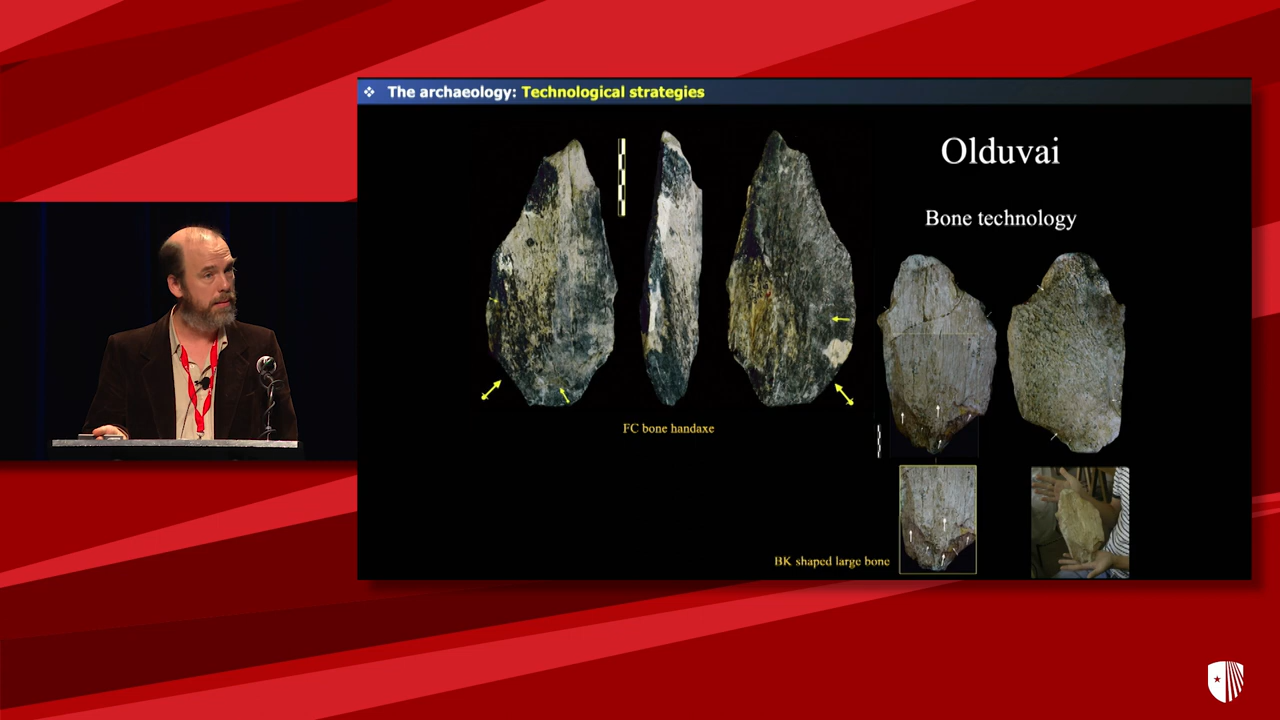 ❖ The archaeology: Technological strategies
Olduvai
Bone technology
FC bone handaxe
BK shaped large bone